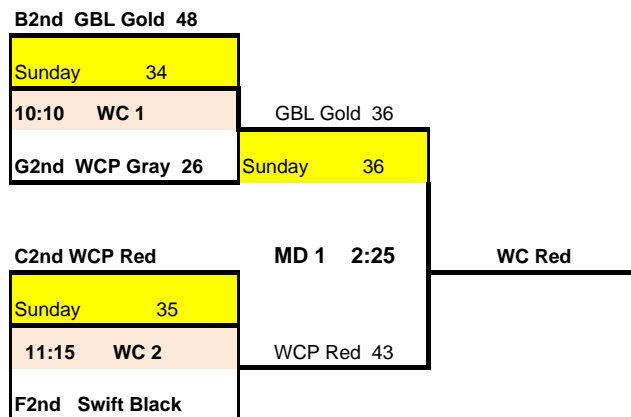 B2nd GBL Gold 48
Sunday 34
10:10 WC 1
GBL Gold 36
G2nd WCP Gray 26
Sunday 36
C2nd WCP Red
MD 1 2:25
WC Red
Sunday 35
11:15 WC 2
WCP Red 43
F2nd Swift Black